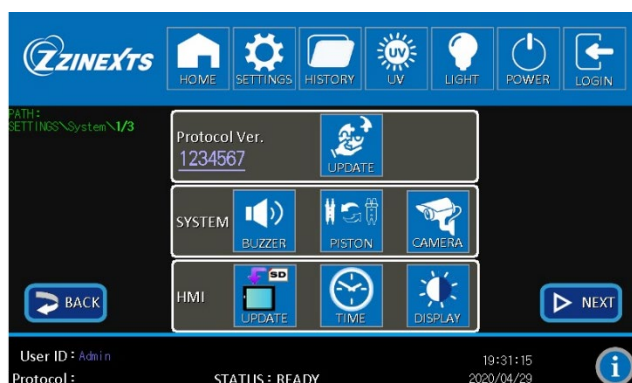 ZINEXTS
HOME SETTINGS HISTORY UV LIGHT POWER LOGIN
PATH:
SETTINGS\System\1/3
Protocol Ver.
1234567
UPDATE
SYSTEM
BUZZER PISTON CAMERA
HMI
SD
UPDATE TIME DISPLAY
BACK
NEXT
User ID : Admin
19:31:15
Protocol : STATUS : READY 2020/04/29